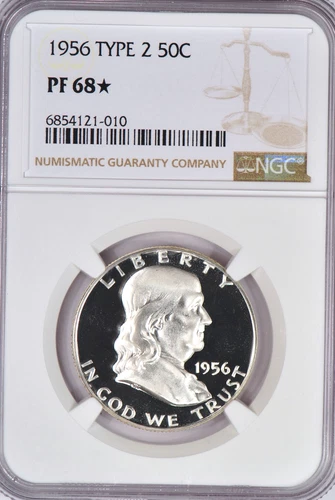 1956 TYPE 2 50C
PF 68★
6854121-010
NUMISMATIC GUARANTY COMPANY
NGC
LIBERTY
1956
IN GOD WE TRUST